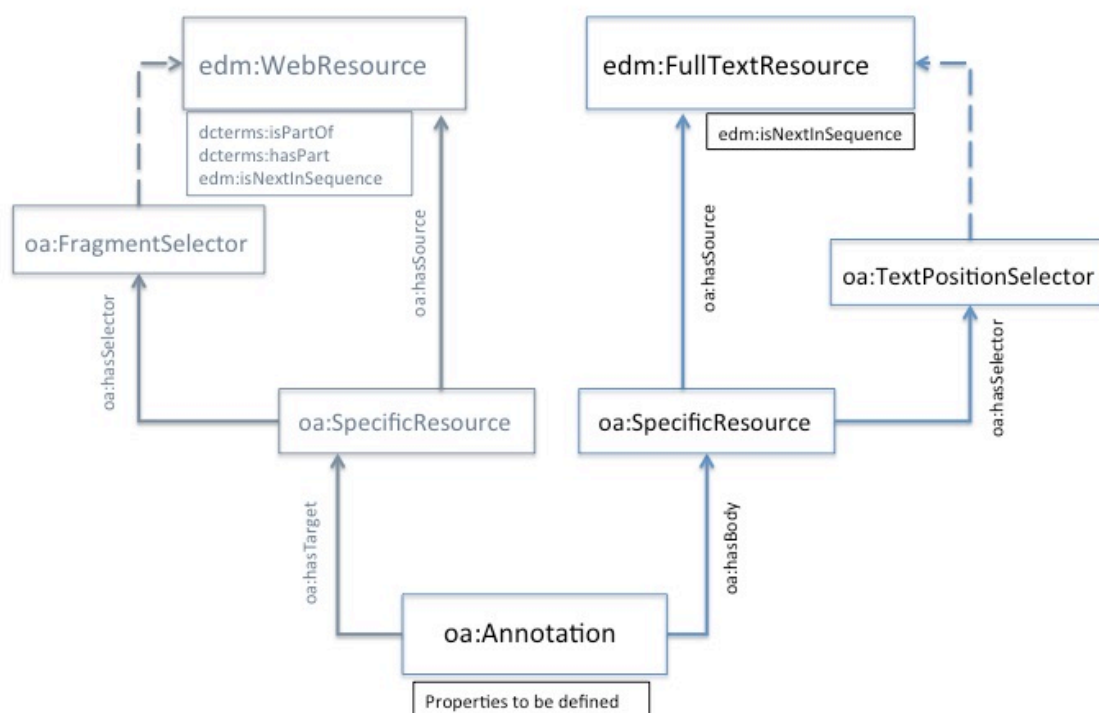 edm:WebResource
edm:FullTextResource
dcterms:isPartOf
dcterms:hasPart
edm:isNextInSequence
edm:isNextInSequence
oa:FragmentSelector
oa:hasSource
oa:hasSource
oa:TextPositionSelector
oa:hasSelector
oa:hasSelector
oa:SpecificResource
oa:SpecificResource
oa:hasTarget
oa:hasBody
oa:Annotation
Properties to be defined